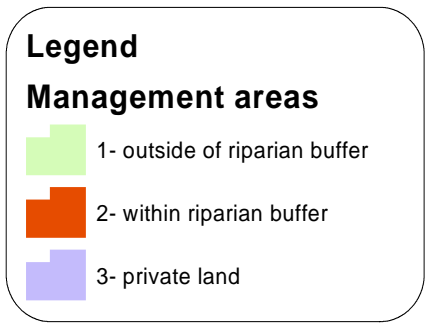 Legend
Management areas
1- outside of riparian buffer
2- within riparian buffer
3- private land